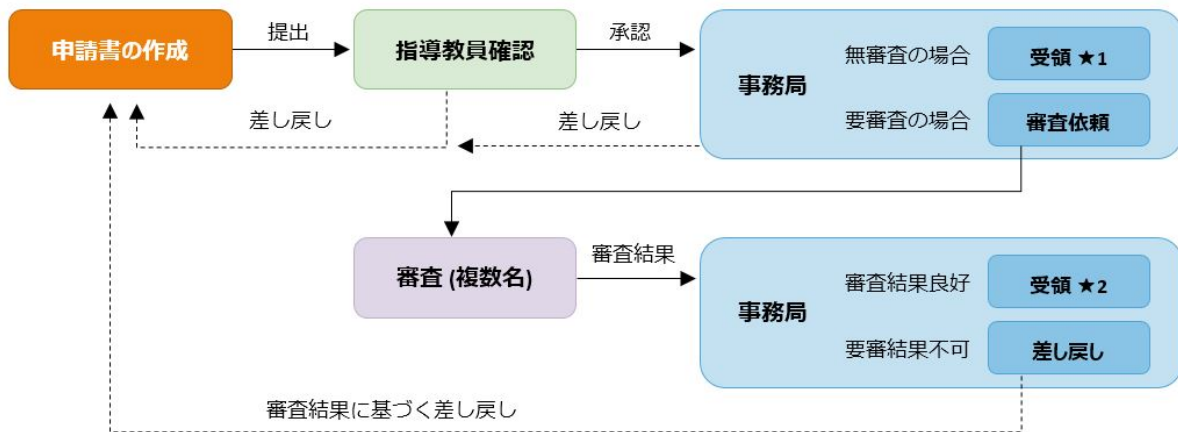 申請書の作成
提出
指導教員確認
承認
事務局
無審査の場合
受領 ★1
要審査の場合
審査依頼
差し戻し
差し戻し
審査 (複数名)
審査結果
事務局
審査結果良好
受領 ★2
要審結果不可
差し戻し
審査結果に基づく差し戻し